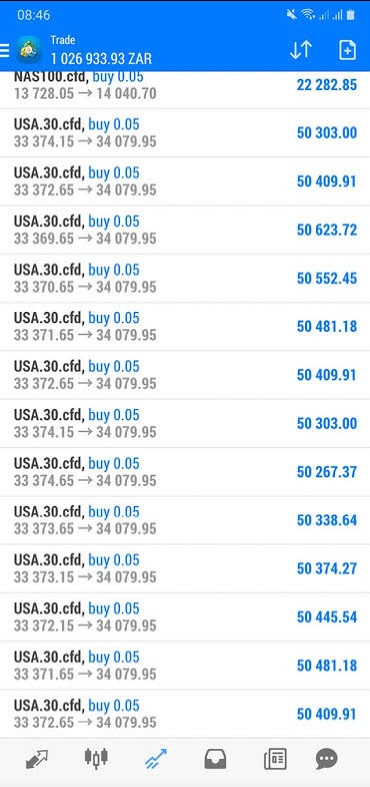 08:46
Trade
1 026 933.93 ZAR
NAS100.cfd, buy 0.05
13 728.05 → 14 040.70
22 282.85
USA.30.cfd, buy 0.05
33 374.15 → 34 079.95
50 303.00
USA.30.cfd, buy 0.05
33 372.65 → 34 079.95
50 409.91
USA.30.cfd, buy 0.05
33 369.65 → 34 079.95
50 623.72
USA.30.cfd, buy 0.05
33 370.65 → 34 079.95
50 552.45
USA.30.cfd, buy 0.05
33 371.65 → 34 079.95
50 481.18
USA.30.cfd, buy 0.05
33 372.65 → 34 079.95
50 409.91
USA.30.cfd, buy 0.05
33 374.15 → 34 079.95
50 303.00
USA.30.cfd, buy 0.05
33 374.65 → 34 079.95
50 267.37
USA.30.cfd, buy 0.05
33 373.65 → 34 079.95
50 338.64
USA.30.cfd, buy 0.05
33 373.15 → 34 079.95
50 374.27
USA.30.cfd, buy 0.05
33 372.15 → 34 079.95
50 445.54
USA.30.cfd, buy 0.05
33 371.65 → 34 079.95
50 481.18
USA.30.cfd, buy 0.05
33 372.65 → 34 079.95
50 409.91